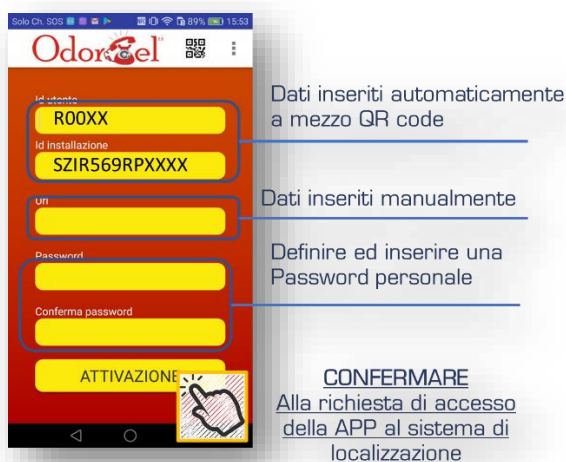 Solo Ch. SOS 89% 15:53
Odortel
Id utente
R00XX
Id installazione
SZIR569RPXXXX
Url
Password
Conferma password
ATTIVAZIONE
Dati inseriti automaticamente
a mezzo QR code
Dati inseriti manualmente
Definire ed inserire una
Password personale
CONFERMARE
Alla richiesta di accesso
della APP al sistema di
localizzazione